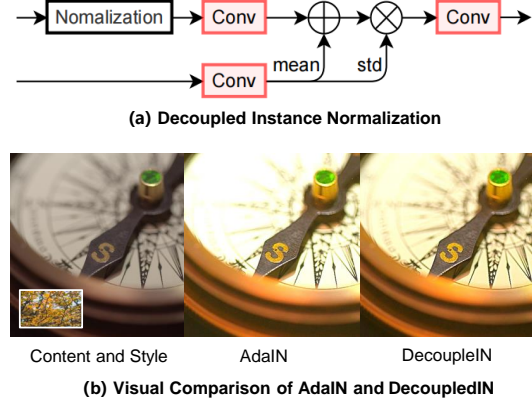 Nomalization
Conv
Conv
Conv
mean
std
(a) Decoupled Instance Normalization
S
S
S
Content and Style
AdaIN
DecoupleIN
(b) Visual Comparison of AdaIN and DecoupledIN